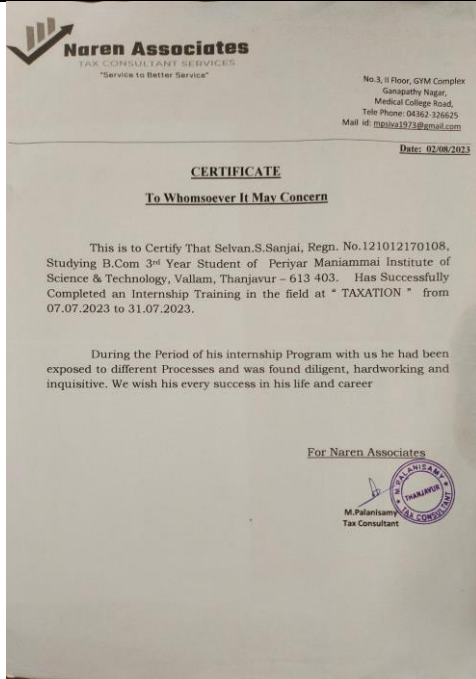 Naren Associates
TAX CONSULTANT SERVICES
"Service to Better Service"
No.3, II Floor, GYM Complex
Ganapathy Nagar,
Medical College Road,
Tele Phone: 04362-326625
Mail id: mpsiva1973@gmail.com
Date: 02/08/2023
CERTIFICATE
To Whomsoever It May Concern
This is to Certify That Selvan.S.Sanjai, Regn. No.121012170108,
Studying B.Com 3rd Year Student of Periyar Maniammai Institute of
Science & Technology, Vallam, Thanjavur – 613 403. Has Successfully
Completed an Internship Training in the field at “ TAXATION ” from
07.07.2023 to 31.07.2023.
During the Period of his internship Program with us he had been
exposed to different Processes and was found diligent, hardworking and
inquisitive. We wish his every success in his life and career
For Naren Associates
M.PALANISAMY
THANJAVUR
TAX CONSULTANT
M.Palanisamy
Tax Consultant